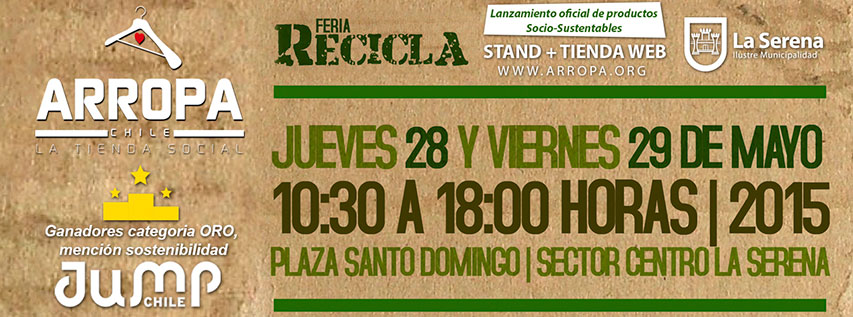 ARROPA
CHILE
LA TIENDA SOCIAL
Ganadores categoría ORO,
mención sostenibilidad
JUMP
CHILE
FERIA
RECICLA
Lanzamiento oficial de productos
Socio-Sustentables
STAND + TIENDA WEB
WWW.ARROPA.ORG
La Serena
Ilustre Municipalidad
JUEVES 28 Y VIERNES 29 DE MAYO
10:30 A 18:00 HORAS | 2015
PLAZA SANTO DOMINGO | SECTOR CENTRO LA SERENA